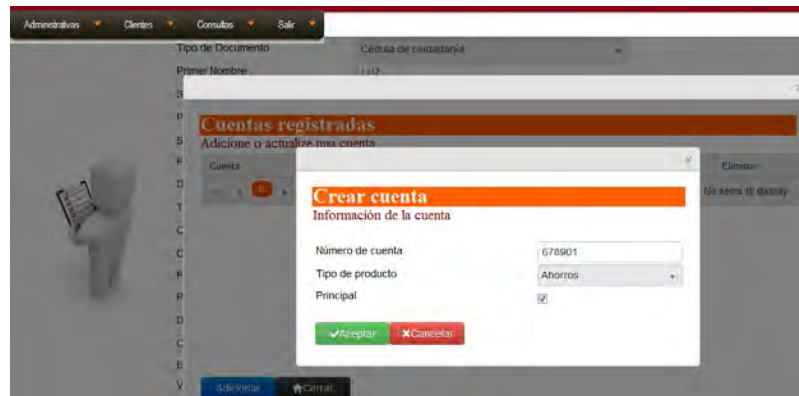 Administrativas Clientes Consultas Salir
Tipo de Documento Cédula de ciudadanía
Primer Nombre LUZ
S
P
Cuentas registradas
S
Adicione o actualize una cuenta
P
Cuenta Eliminar
D
0 No items to display
T
Crear cuenta
Información de la cuenta
C
Número de cuenta 678901
C
Tipo de producto Ahorros
P
Principal
D
Aceptar Cancelar
C
E
V
Adicionar Cerrar